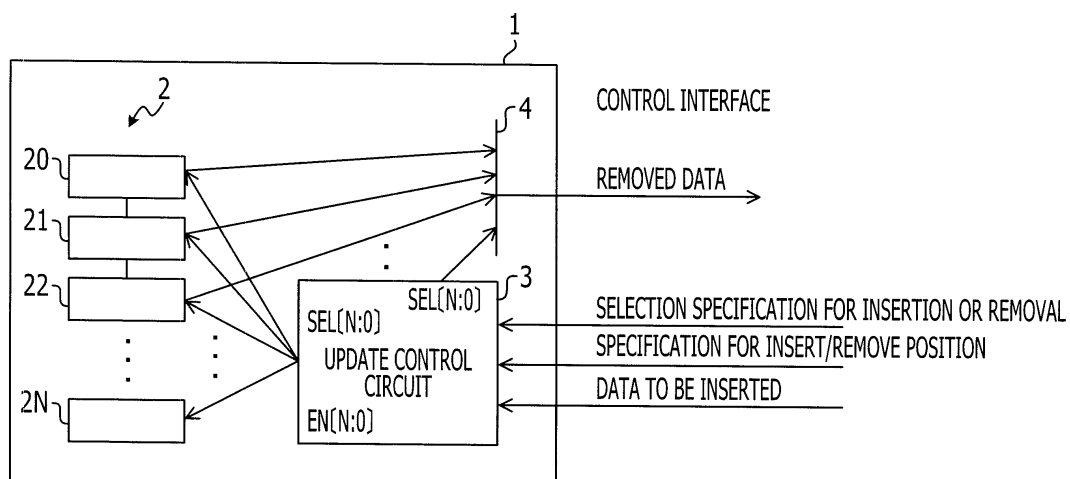 1
2
4
CONTROL INTERFACE
20
REMOVED DATA
21
22
3
SEL[N:0]
SEL[N:0]
UPDATE CONTROL
CIRCUIT
EN[N:0]
SELECTION SPECIFICATION FOR INSERTION OR REMOVAL
SPECIFICATION FOR INSERT/REMOVE POSITION
DATA TO BE INSERTED
2N